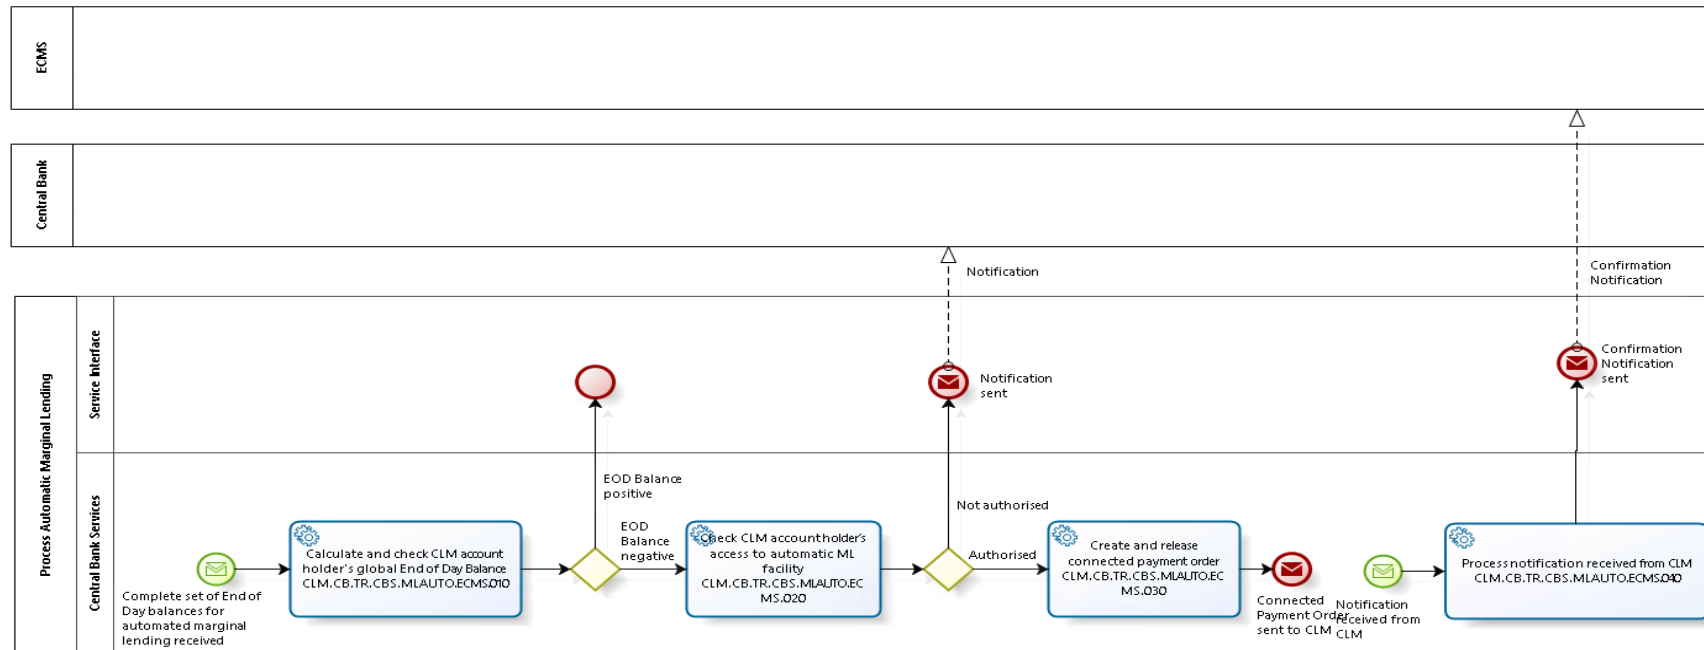 ECMS
Central Bank
Notification
Confirmation
Notification
Process Automatic Marginal Lending
Service Interface
Notification
sent
Confirmation
Notification
sent
Central Bank Services
Complete set of End of
Day balances for
automated marginal
lending received
Calculate and check CLM account
holder's global End of Day Balance
CLM.CB.TR.CBS.MLAUTO.ECMS.010
EOD Balance
positive
EOD
Balance
negative
Check CLM account holder's
access to automatic ML
facility
CLM.CB.TR.CBS.MLAUTO.EC
MS.020
Not authorised
Authorised
Create and release
connected payment order
CLM.CB.TR.CBS.MLAUTO.EC
MS.030
Connected
Payment Order
sent to CLM
Notification
received from
CLM
Process notification received from CLM
CLM.CB.TR.CBS.MLAUTO.ECMS.040